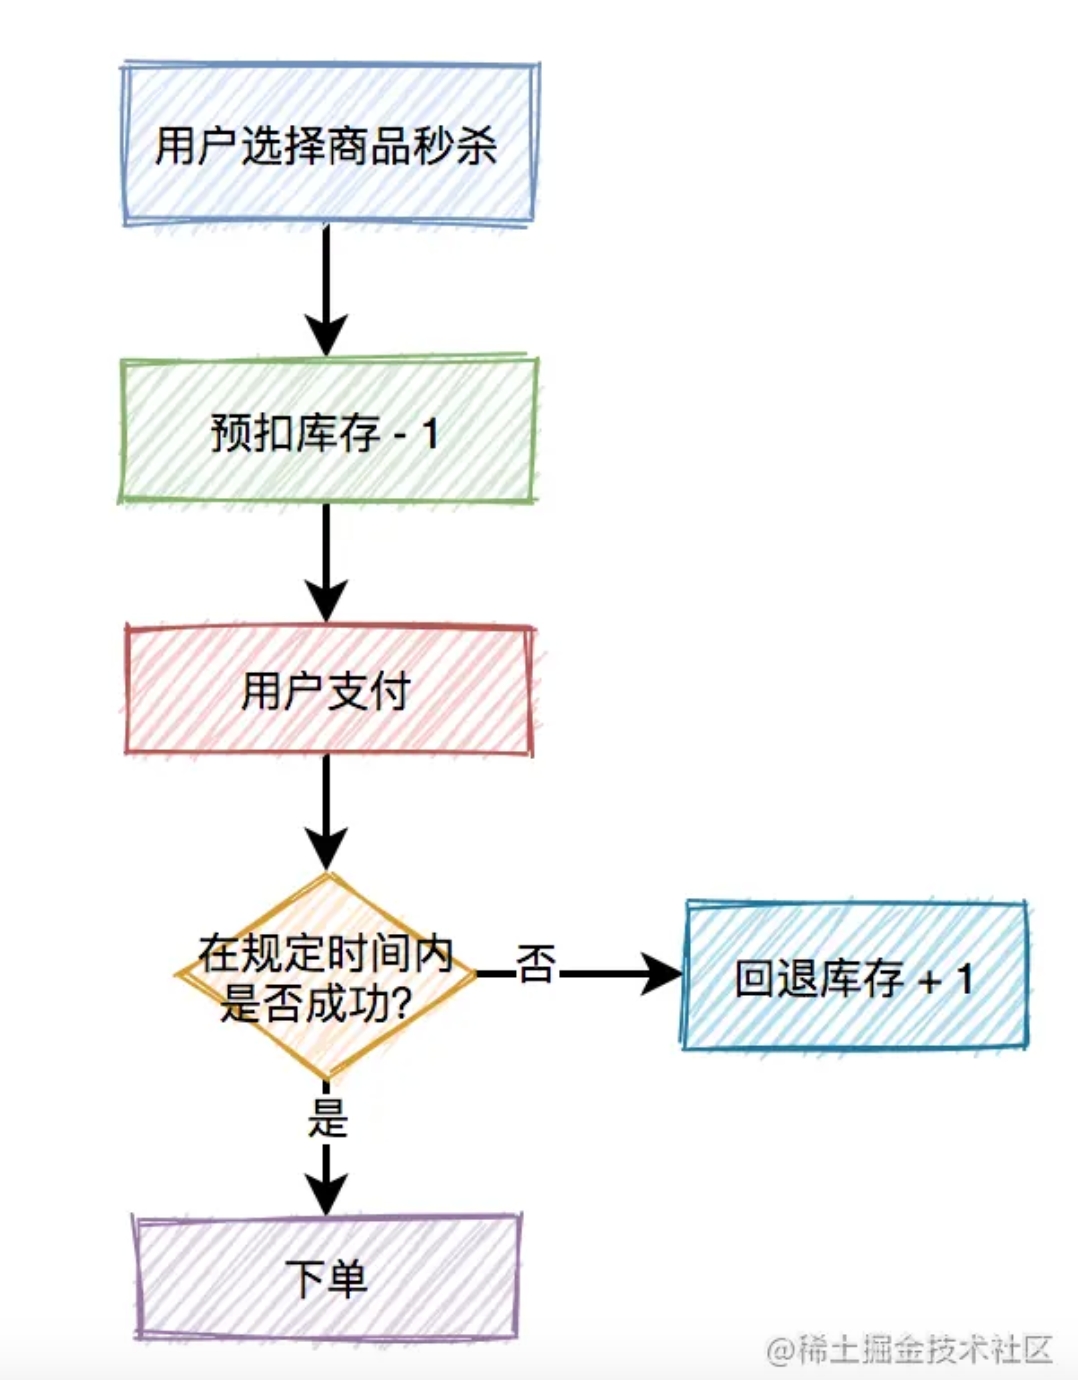 用户选择商品秒杀
预扣库存 - 1
用户支付
在规定时间内
是否成功?
否
回退库存 + 1
是
下单
@稀土掘金技术社区